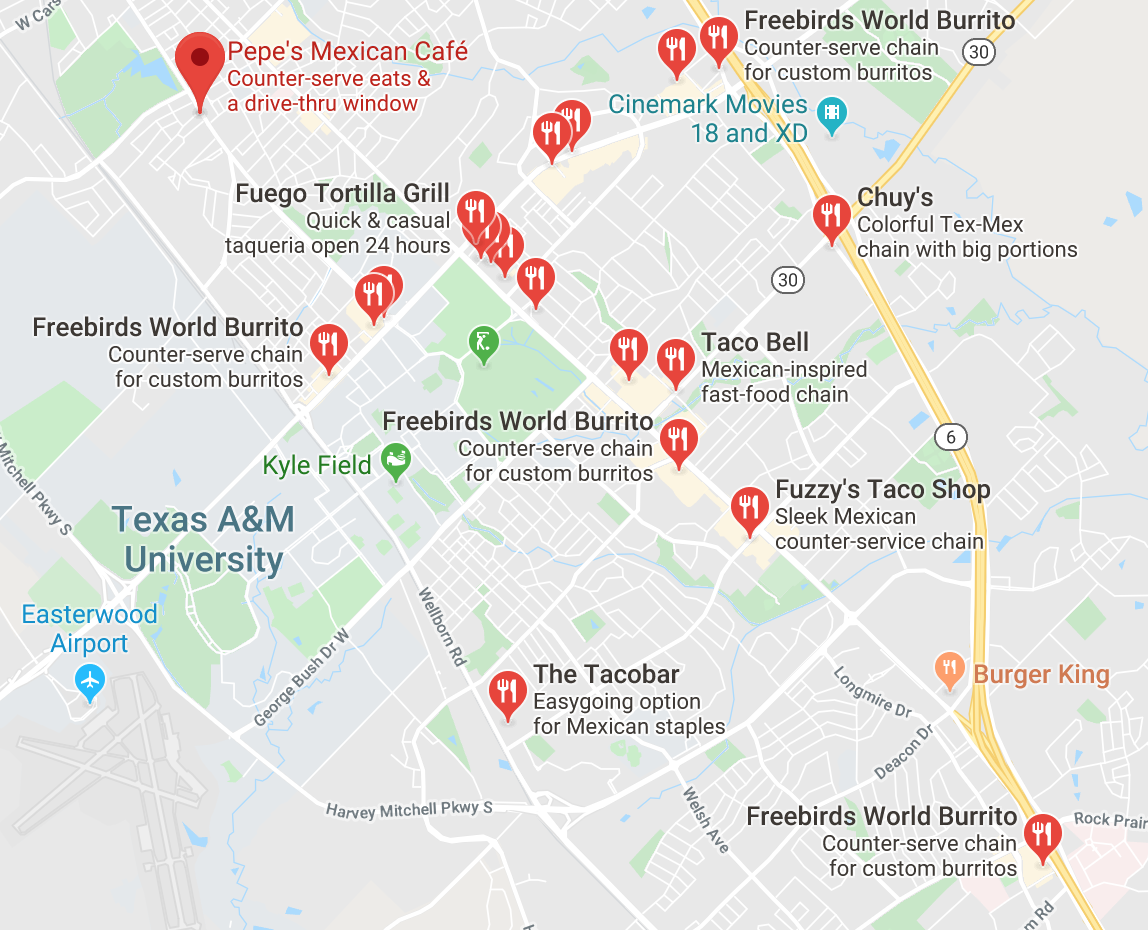 W Cars
Freebirds World Burrito
Counter-serve chain
for custom burritos
30
Pepe's Mexican Café
Counter-serve eats &
a drive-thru window
Cinemark Movies
18 and XD
Fuego Tortilla Grill
Quick & casual
taqueria open 24 hours
Chuy's
Colorful Tex-Mex
chain with big portions
30
Freebirds World Burrito
Counter-serve chain
for custom burritos
Taco Bell
Mexican-inspired
fast-food chain
Freebirds World Burrito
Counter-serve chain
for custom burritos
6
Kyle Field
Mitchell Pkwy S
Fuzzy's Taco Shop
Sleek Mexican
counter-service chain
Texas A&M
University
Easterwood
Airport
Wellborn Rd
George Bush Dr W
The Tacobar
Easygoing option
for Mexican staples
Burger King
Longmire Dr
Deacon Dr
Harvey Mitchell Pkwy S
Welsh Ave
Freebirds World Burrito
Counter-serve chain
for custom burritos
Rock Prair
m Rd